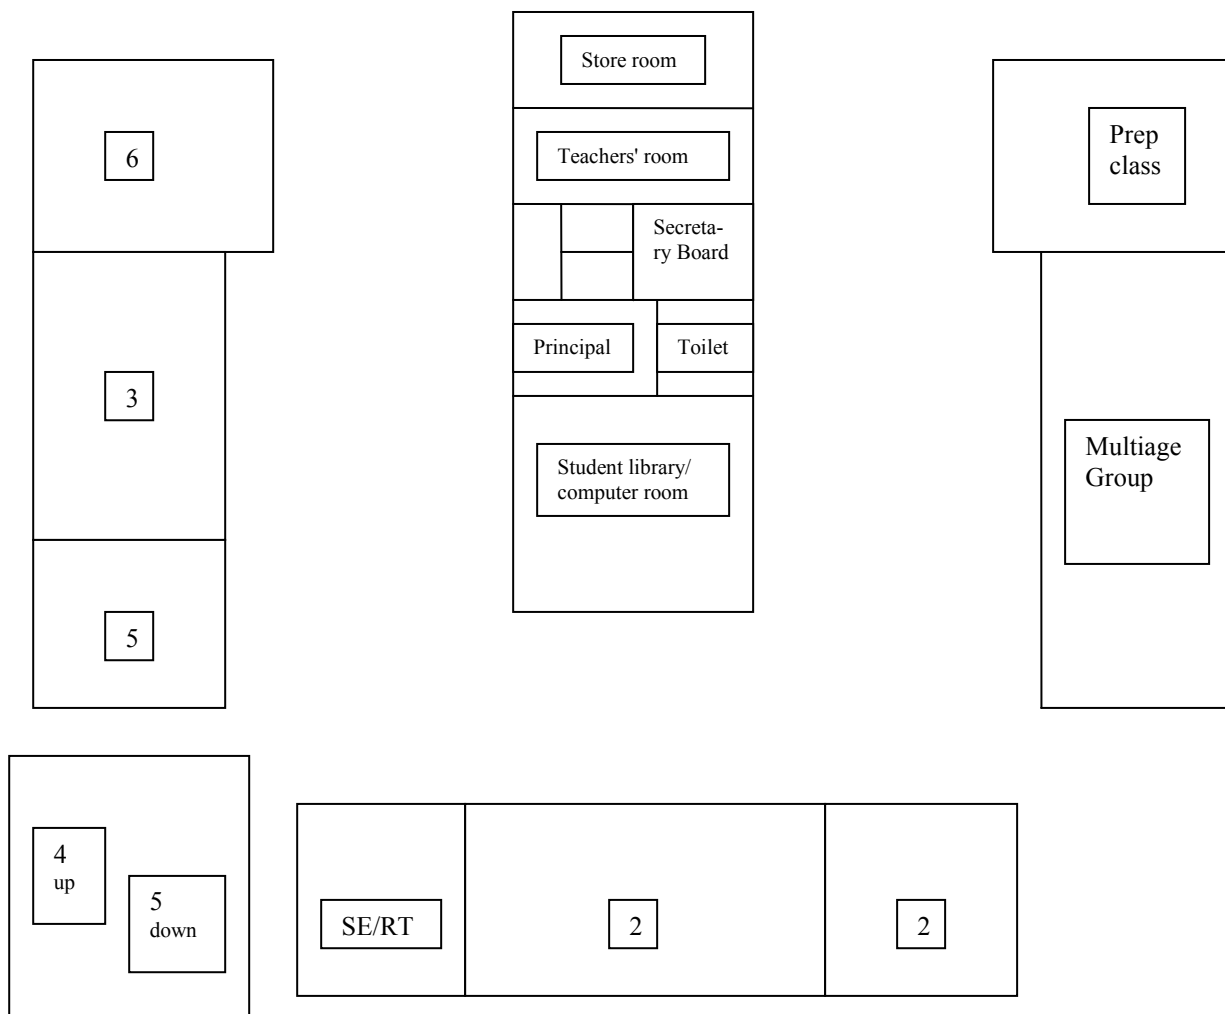 Store room
6
Teachers' room
Prep
class
Secreta-
ry Board
Principal
Toilet
3
Student library/
computer room
Multiage
Group
5
4
up
5
down
SE/RT
2
2